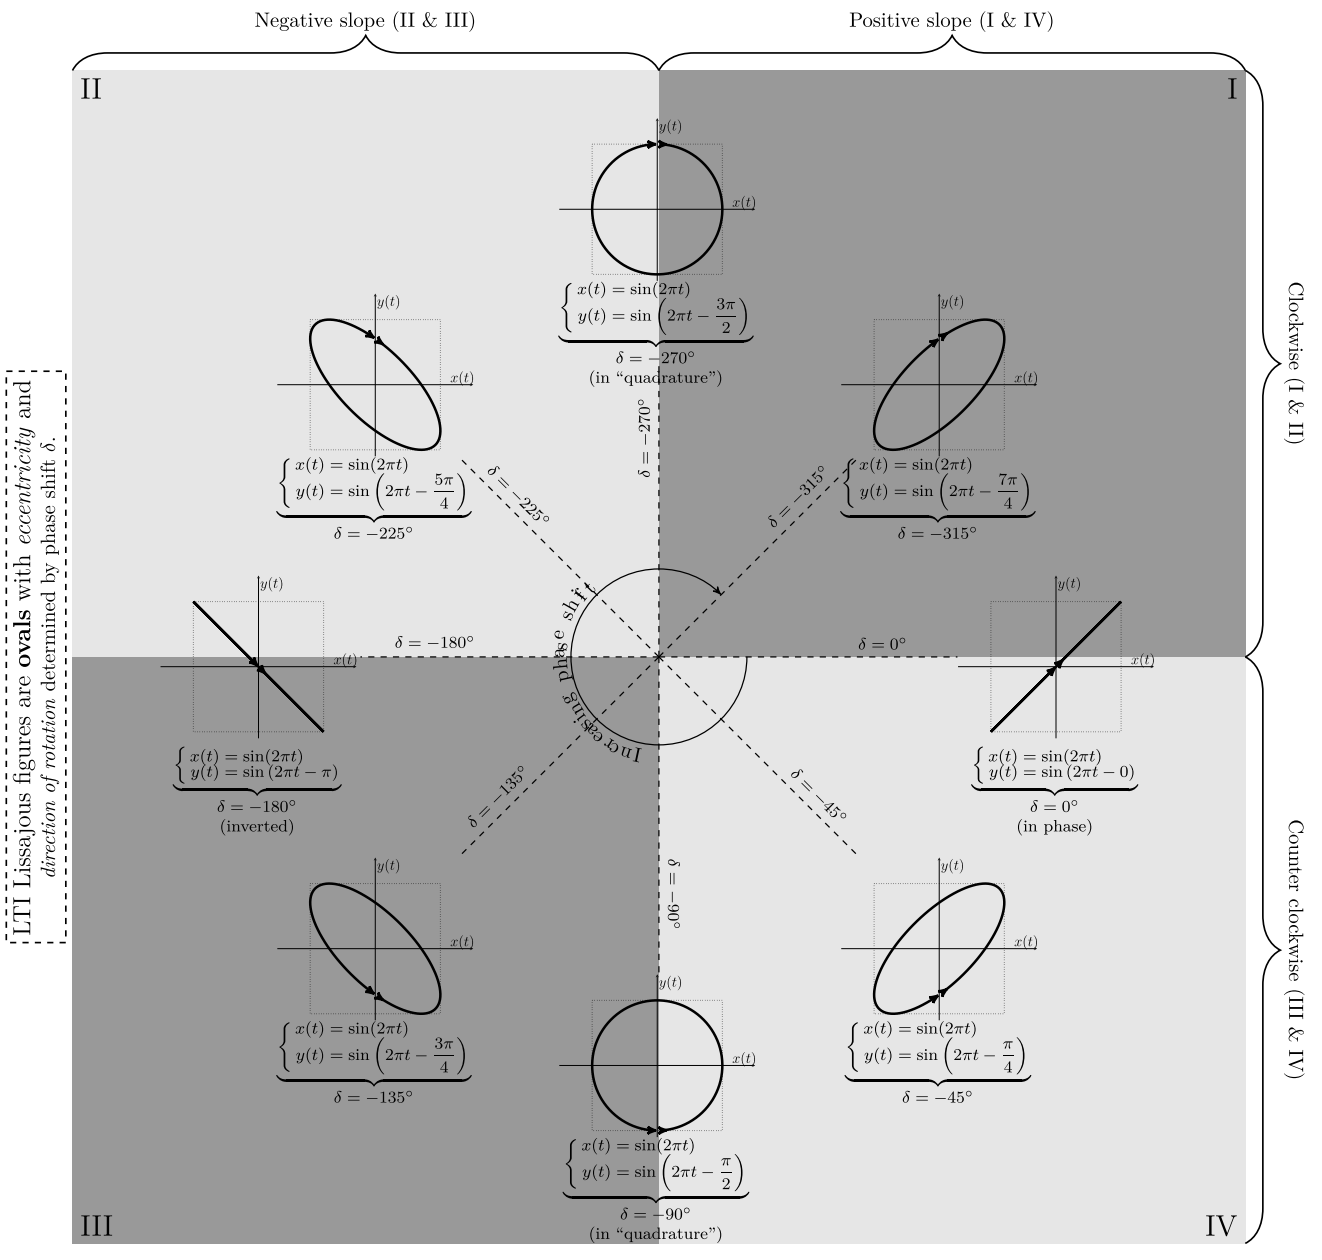 Negative slope (II & III)
Positive slope (I & IV)
II
I
Clockwise (I & II)
Counter clockwise (III & IV)
LTI Lissajous figures are ovals with eccentricity and
direction of rotation determined by phase shift δ.
y(t)
x(t)
x(t) = sin(2πt)
y(t) = sin (2πt − 3π/2)
δ = −270°
(in “quadrature”)
y(t)
x(t)
x(t) = sin(2πt)
y(t) = sin (2πt − 5π/4)
δ = −225°
y(t)
x(t)
x(t) = sin(2πt)
y(t) = sin (2πt − 7π/4)
δ = −315°
δ = −270°
δ = −225°
δ = −315°
y(t)
x(t)
x(t) = sin(2πt)
y(t) = sin (2πt − π)
δ = −180°
(inverted)
δ = −180°
Increasing phase shift
δ = 0°
y(t)
x(t)
x(t) = sin(2πt)
y(t) = sin (2πt − 0)
δ = 0°
(in phase)
δ = −135°
δ = −45°
δ = −90°
y(t)
x(t)
x(t) = sin(2πt)
y(t) = sin (2πt − 3π/4)
δ = −135°
y(t)
x(t)
x(t) = sin(2πt)
y(t) = sin (2πt − π/4)
δ = −45°
y(t)
x(t)
x(t) = sin(2πt)
y(t) = sin (2πt − π/2)
δ = −90°
(in “quadrature”)
III
IV